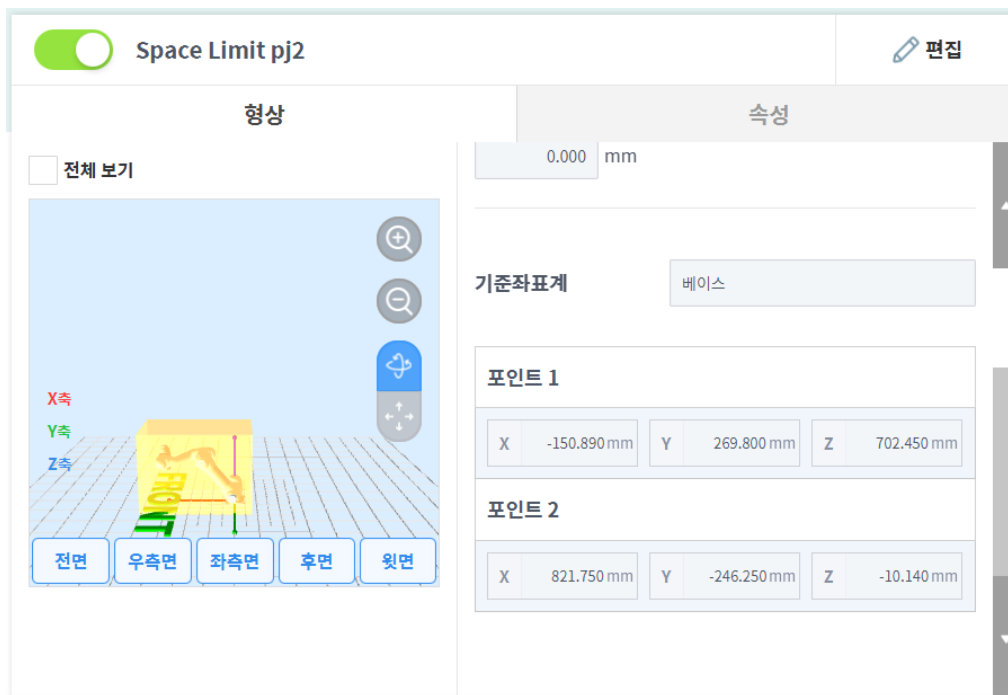 Space Limit pj2
편집
형상
속성
전체 보기
0.000 mm
기준좌표계
베이스
X축
Y축
Z축
FRONT
전면
우측면
좌측면
후면
윗면
포인트 1
X -150.890 mm Y 269.800 mm Z 702.450 mm
포인트 2
X 821.750 mm Y -246.250 mm Z -10.140 mm